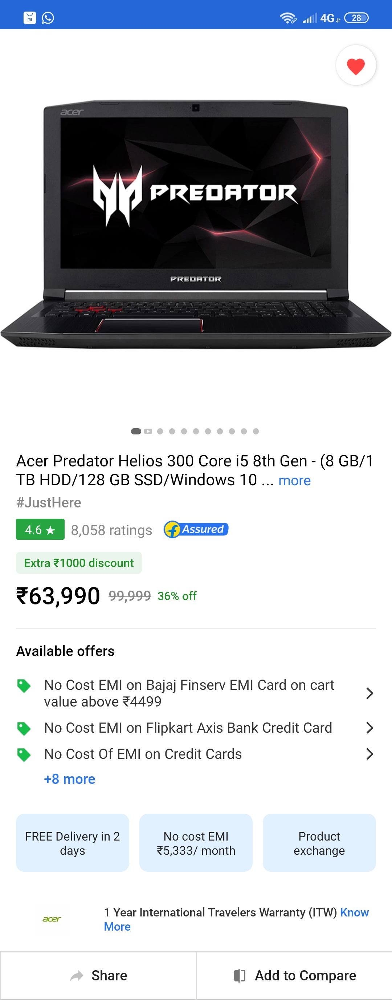 mi
4G
28
acer
PREDATOR
PREDATOR
Acer Predator Helios 300 Core i5 8th Gen - (8 GB/1
TB HDD/128 GB SSD/Windows 10 ... more
#JustHere
4.6 ★ 8,058 ratings f Assured
Extra ₹1000 discount
₹63,990 99,999 36% off
Available offers
No Cost EMI on Bajaj Finserv EMI Card on cart
value above ₹4499
No Cost EMI on Flipkart Axis Bank Credit Card
No Cost Of EMI on Credit Cards
+8 more
FREE Delivery in 2
days
No cost EMI
₹5,333/ month
Product
exchange
acer
1 Year International Travelers Warranty (ITW) Know
More
Share
Add to Compare